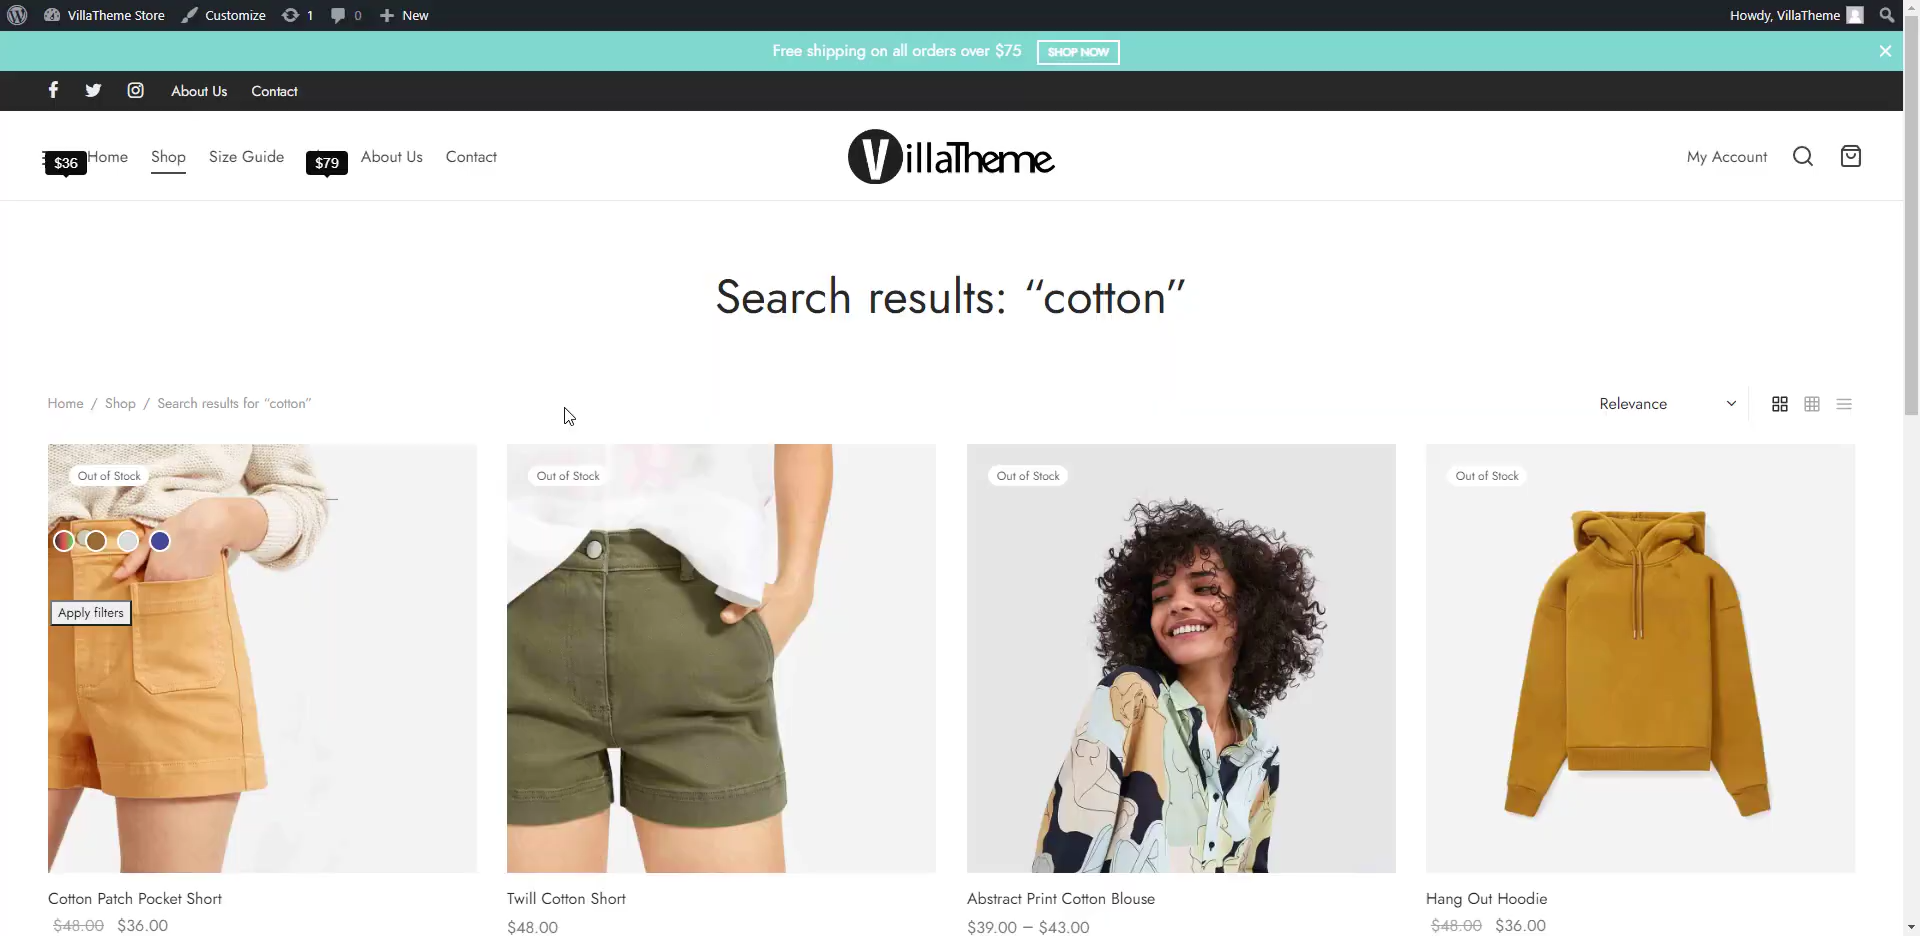 VillaTheme Store Customize 1 0 New Howdy, VillaTheme
Free shipping on all orders over $75 SHOP NOW
About Us Contact
Home Shop Size Guide About Us Contact VillaTheme My Account
$36 $79
Search results: “cotton”
Home / Shop / Search results for “cotton” Relevance
Out of Stock Out of Stock Out of Stock Out of Stock
Apply filters
Cotton Patch Pocket Short Twill Cotton Short Abstract Print Cotton Blouse Hang Out Hoodie
$48.00 $36.00 $48.00 $39.00 – $43.00 $48.00 $36.00